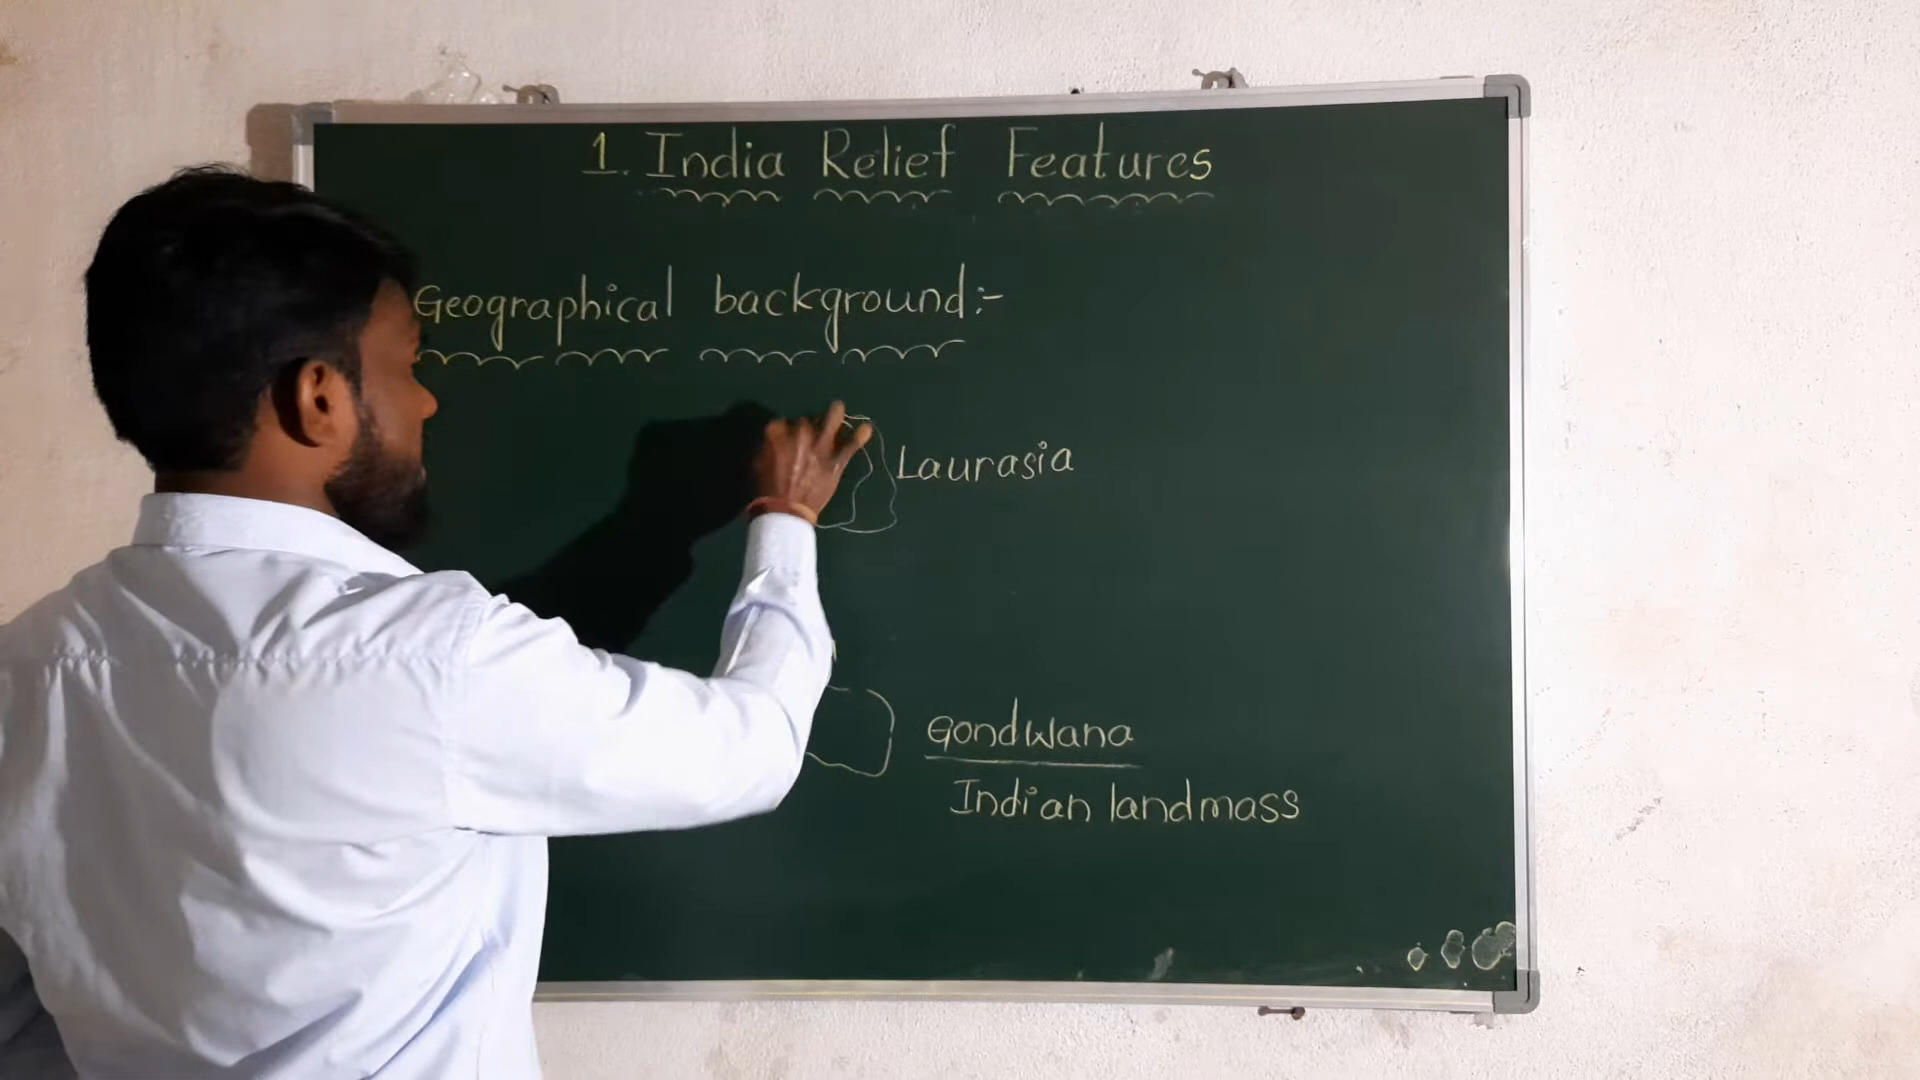 1. India Relief Features
Geographical background:-
Laurasia
Gondwana
Indian landmass